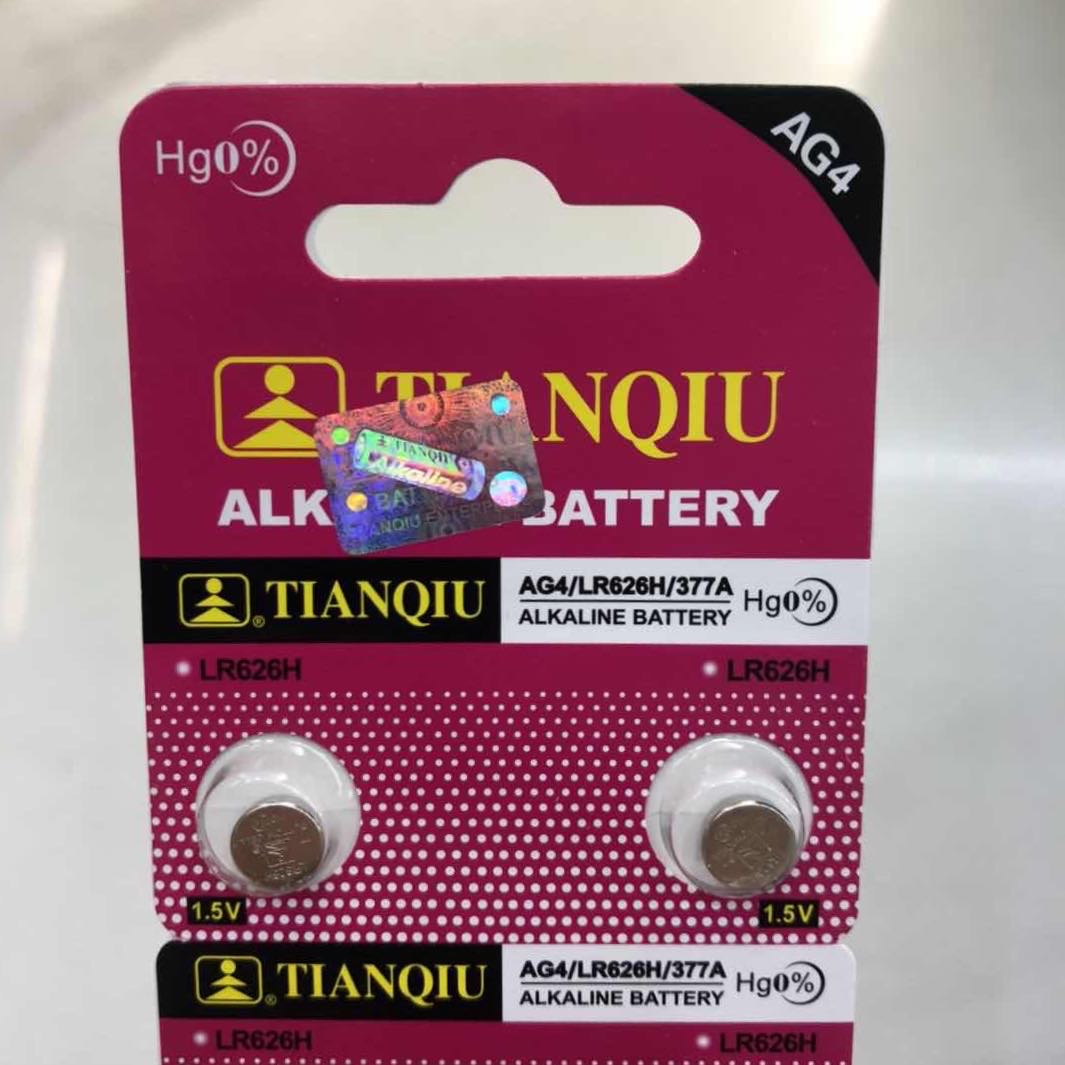 Hg0%
AG4
TIANQIU
TIANQIU
Alkaline
ALK BATTERY
TIANQIU
AG4/LR626H/377A
ALKALINE BATTERY
Hg0%
®
LR626H
LR626H
1.5V
1.5V
TIANQIU
AG4/LR626H/377A
ALKALINE BATTERY
Hg0%
®
LR626H
LR626H